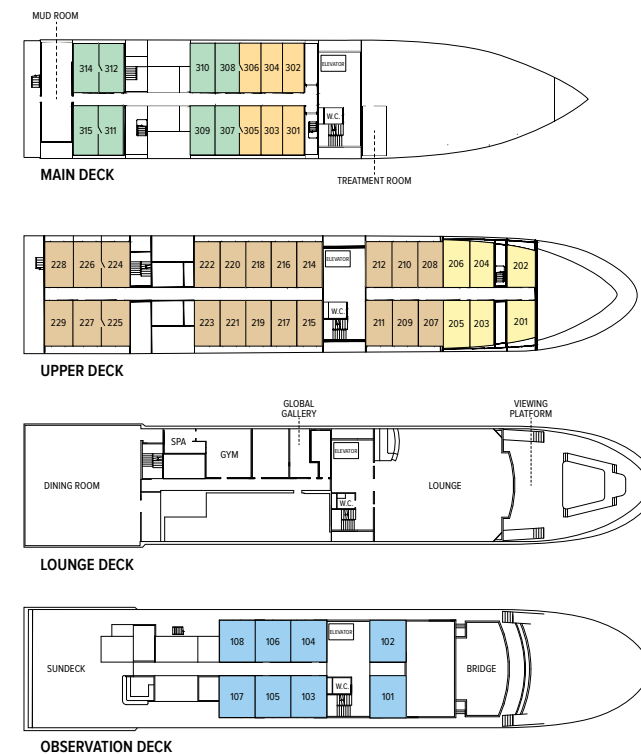 MUD ROOM
314 312 310 308 306 304 302 ELEVATOR
W.C.
315 311 309 307 305 303 301
MAIN DECK
TREATMENT ROOM
228 226 224 222 220 218 216 214 ELEVATOR 212 210 208 206 204 202
W.C.
229 227 225 223 221 219 217 215 211 209 207 205 203 201
UPPER DECK
GLOBAL
GALLERY
VIEWING
PLATFORM
SPA
GYM
ELEVATOR
DINING ROOM
LOUNGE
W.C.
LOUNGE DECK
108 106 104 ELEVATOR 102
SUNDECK
BRIDGE
W.C.
107 105 103 101
OBSERVATION DECK